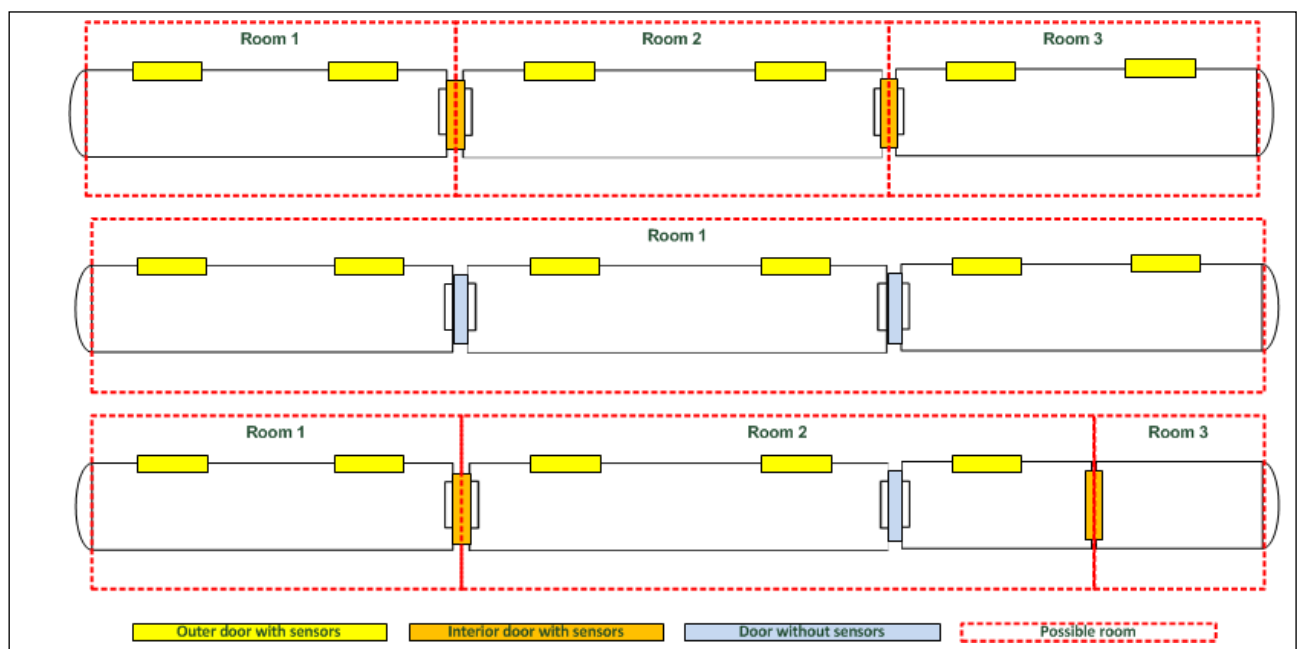 Room 1 Room 2 Room 3
Room 1
Room 1 Room 2 Room 3
Outer door with sensors Interior door with sensors Door without sensors Possible room